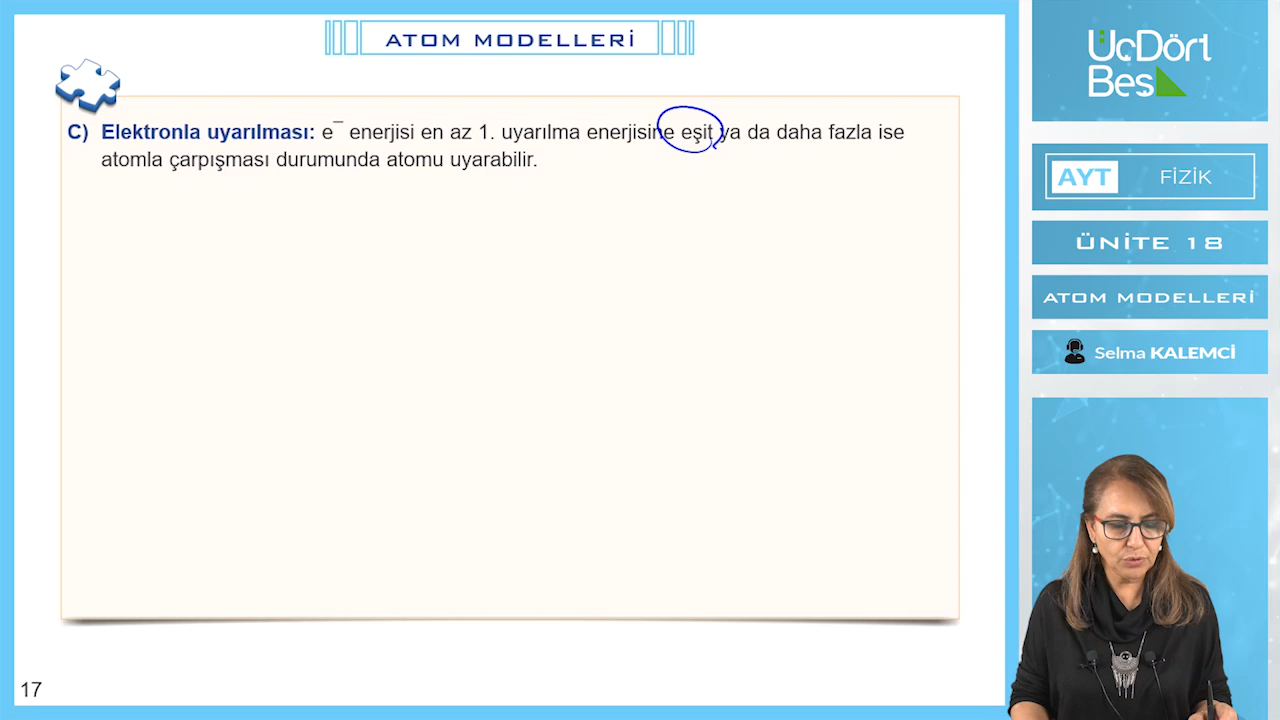 ATOM MODELLERİ
C) Elektronla uyarılması: e¯ enerjisi en az 1. uyarılma enerjisine eşit ya da daha fazla ise
atomla çarpışması durumunda atomu uyarabilir.
17
ÜçDört
Beş
AYT FİZİK
ÜNİTE 18
ATOM MODELLERİ
Selma KALEMCİ